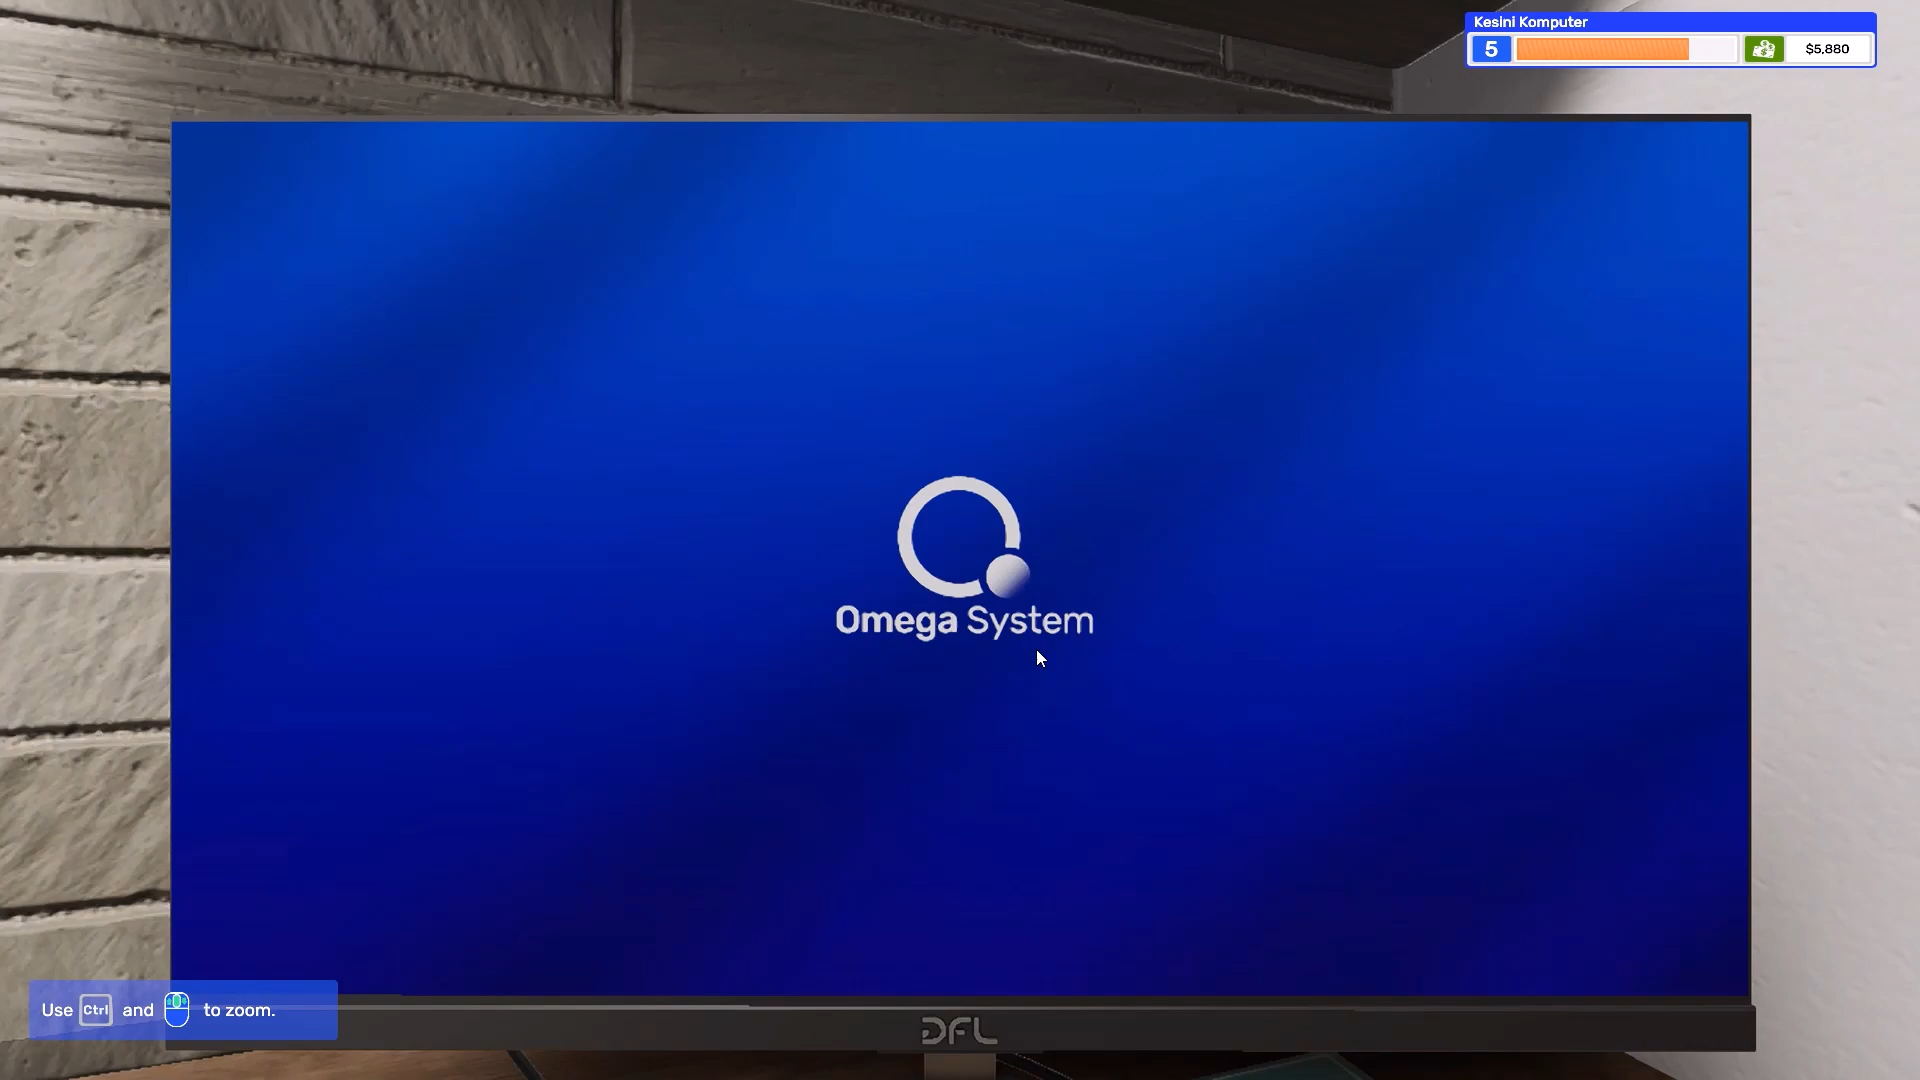 Kesini Komputer
5
$5,880
Omega System
Use Ctrl and to zoom.
DFL